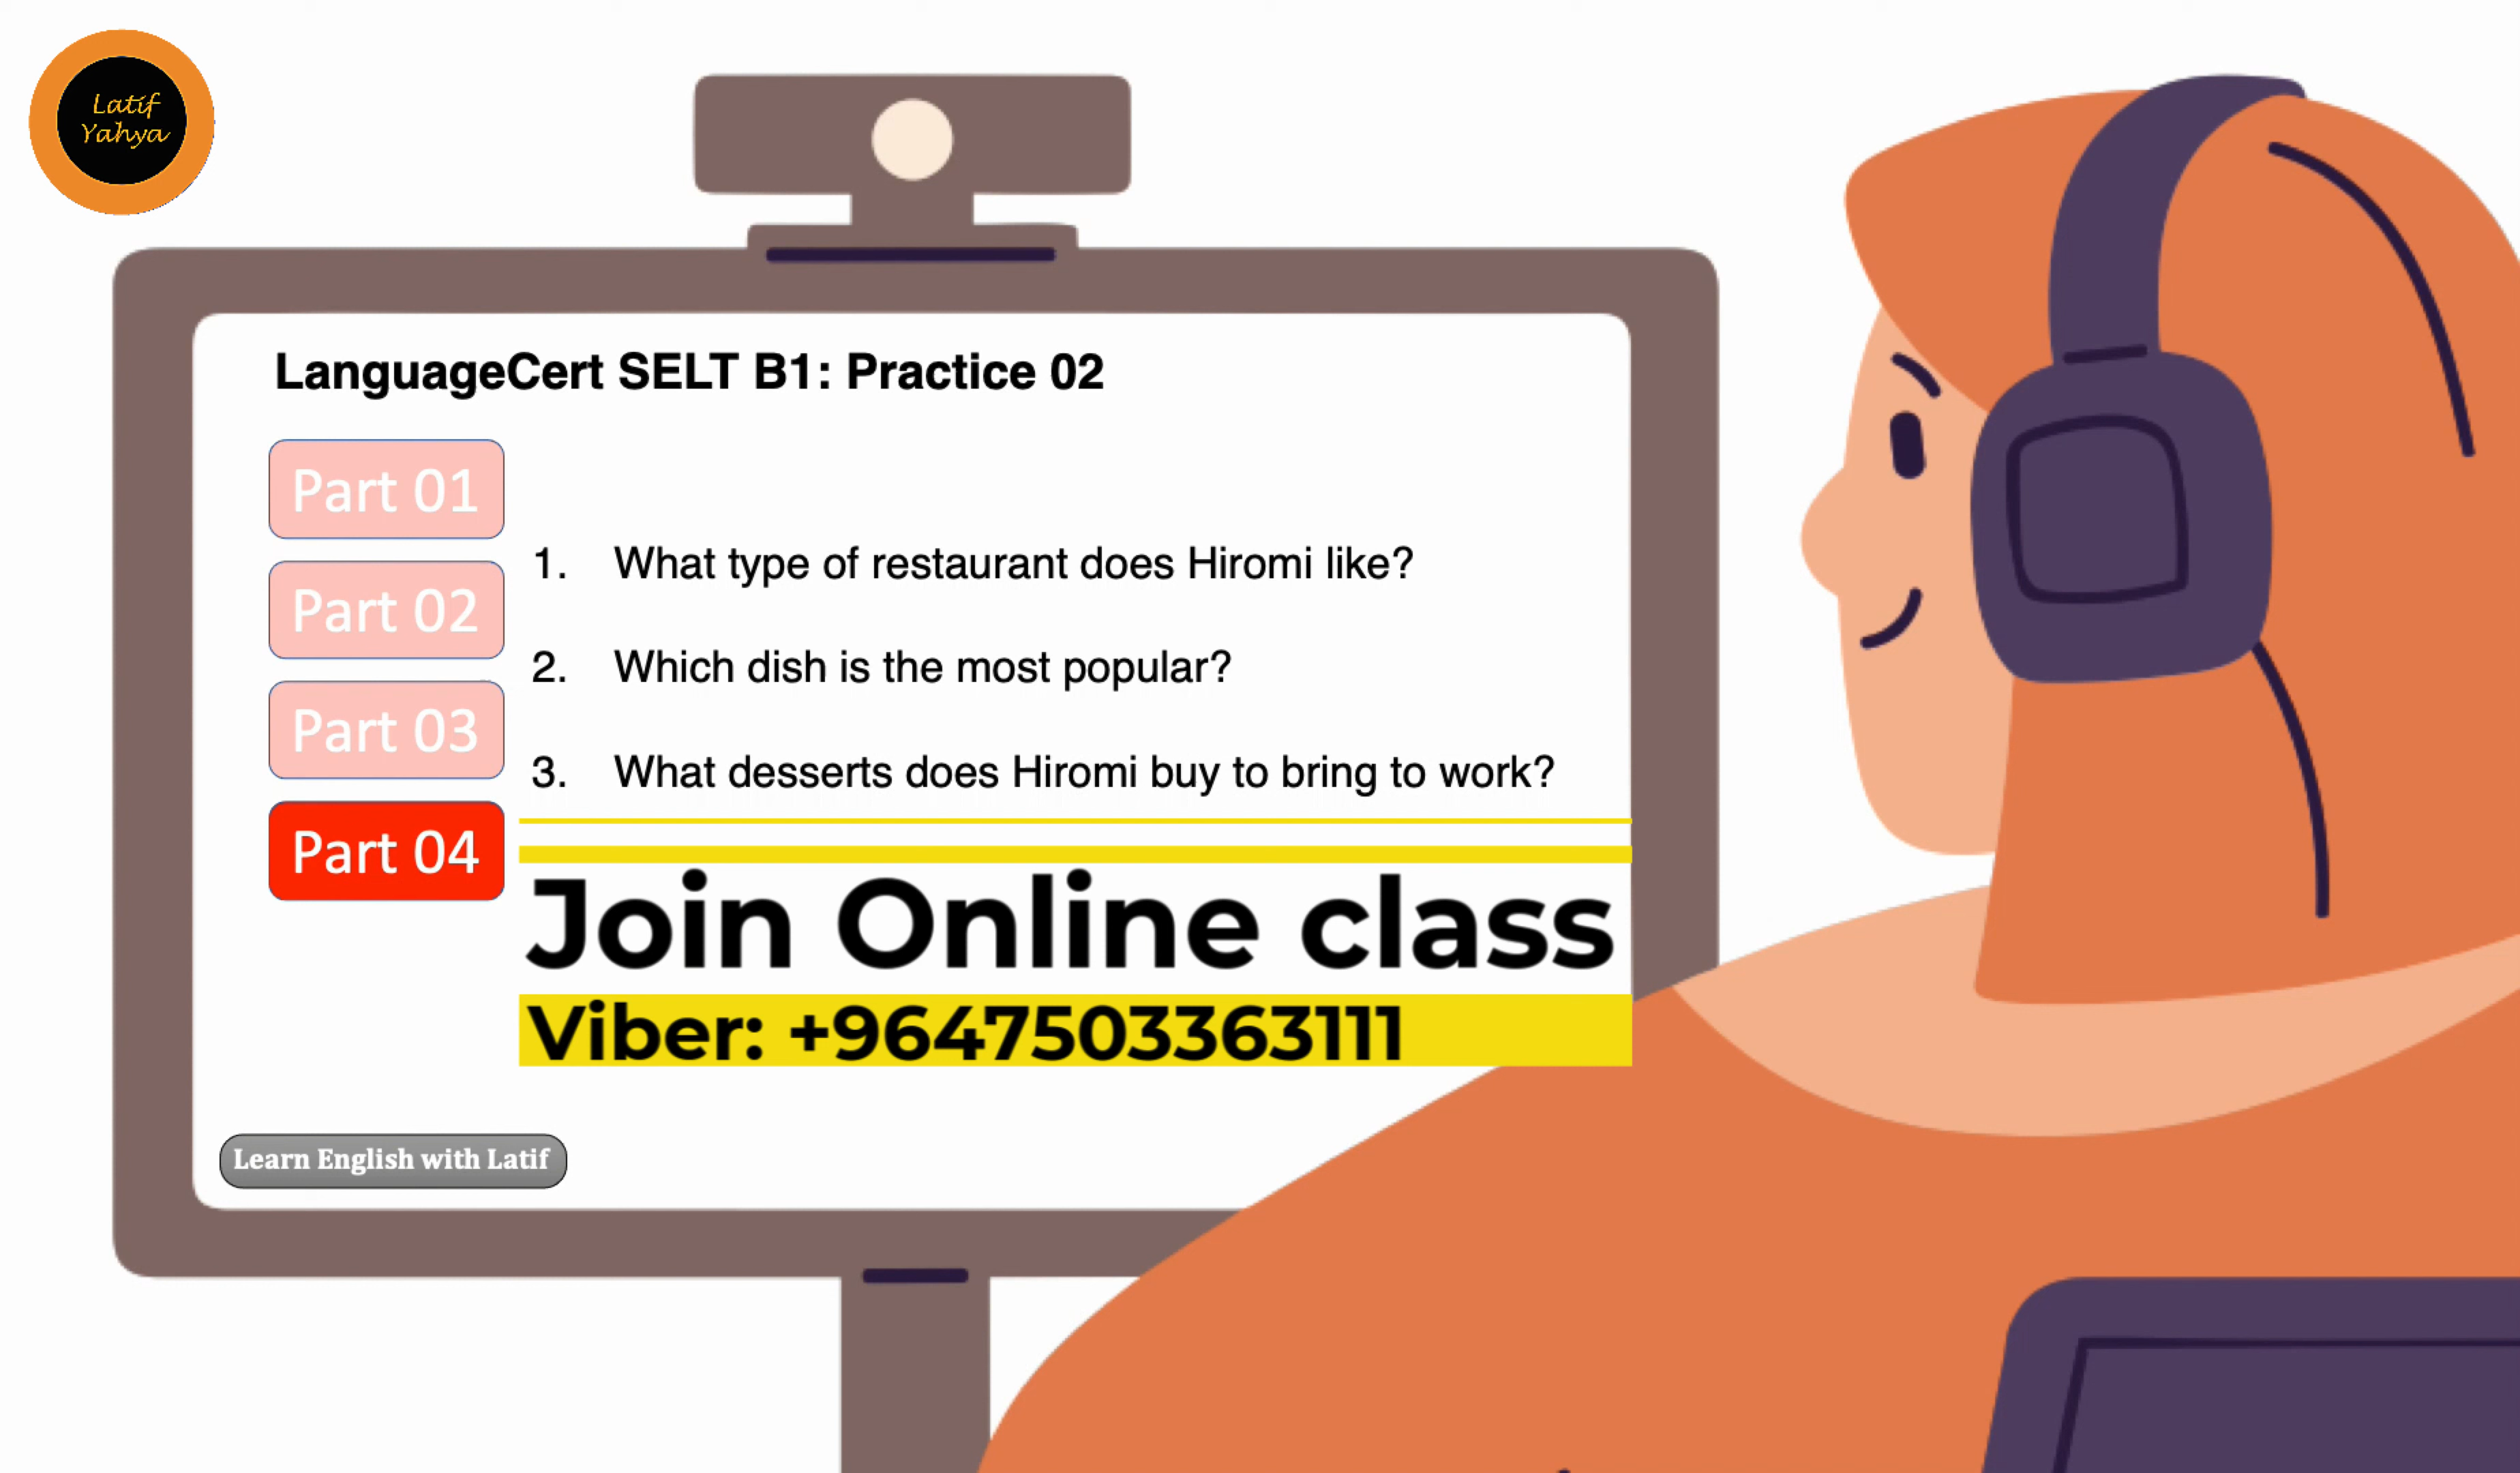 Latif
Yahya
LanguageCert SELT B1: Practice 02
Part 01
Part 02
Part 03
Part 04
1. What type of restaurant does Hiromi like?
2. Which dish is the most popular?
3. What desserts does Hiromi buy to bring to work?
Join Online class
Viber: +9647503363111
Learn English with Latif